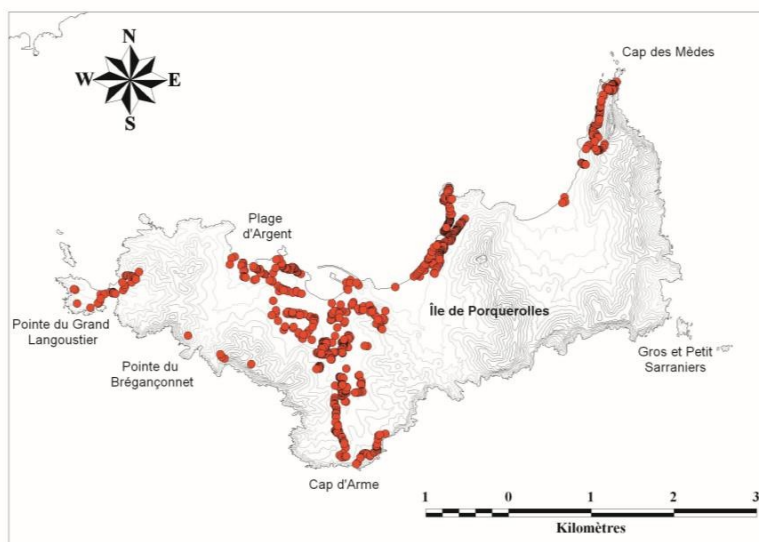 N
Cap des Mèdes
W
E
S
Plage
d'Argent
Île de Porquerolles
Pointe du Grand
Langoustier
Pointe du
Brégançonnet
Gros et Petit
Sarraniers
Cap d'Arme
1 0 1 2 3
Kilomètres